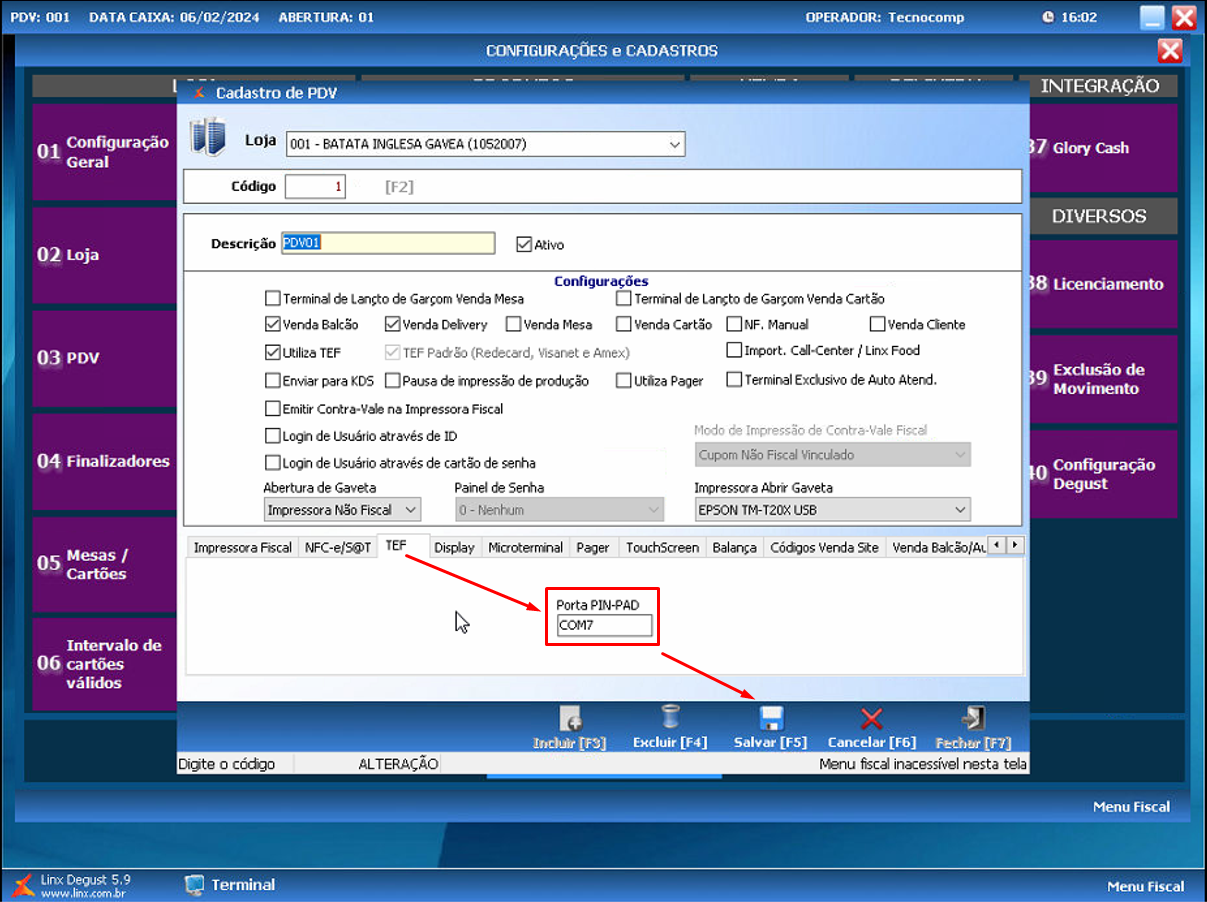 PDV: 001 DATA CAIXA: 06/02/2024 ABERTURA: 01 OPERADOR: Tecnocomp 16:02
CONFIGURAÇÕES e CADASTROS
INTEGRAÇÃO
Cadastro de PDV
01 Configuração Geral
02 Loja
03 PDV
04 Finalizadores
05 Mesas / Cartões
06 Intervalo de cartões válidos
Loja 001 - BATATA INGLESA GAVEA (1052007)
Código 1 [F2]
Descrição PDV01 Ativo
Configurações
Terminal de Lançto de Garçom Venda Mesa Terminal de Lançto de Garçom Venda Cartão
Venda Balcão Venda Delivery Venda Mesa Venda Cartão NF. Manual Venda Cliente
Utiliza TEF TEF Padrão (Redecard, Visanet e Amex) Import. Call-Center / Linx Food
Enviar para KDS Pausa de impressão de produção Utiliza Pager Terminal Exclusivo de Auto Atend.
Emitir Contra-Vale na Impressora Fiscal
Login de Usuário através de ID Modo de Impressão de Contra-Vale Fiscal
Login de Usuário através de cartão de senha Cupom Não Fiscal Vinculado
Abertura de Gaveta Painel de Senha Impressora Abrir Gaveta
Impressora Não Fiscal 0 - Nenhum EPSON TM-T20X USB
Impressora Fiscal NFC-e/S@T TEF Display Microterminal Pager TouchScreen Balança Códigos Venda Site Venda Balcão/Au
Porta PIN-PAD
COM7
Incluir [F3] Excluir [F4] Salvar [F5] Cancelar [F6] Fechar [F7]
Digite o código ALTERAÇÃO Menu fiscal inacessível nesta tela
37 Glory Cash
DIVERSOS
38 Licenciamento
39 Exclusão de Movimento
40 Configuração Degust
Menu Fiscal
Linx Degust 5.9
www.linx.com.br
Terminal
Menu Fiscal